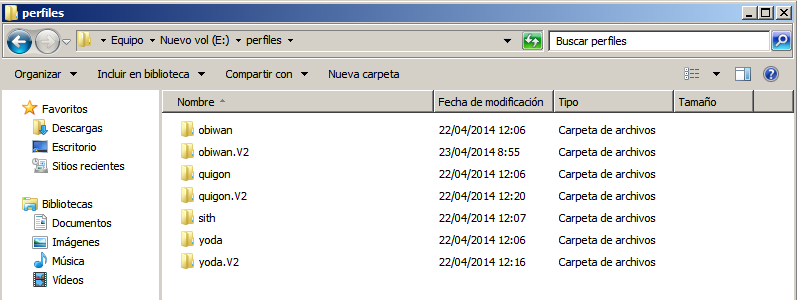 perfiles
Equipo Nuevo vol (E:) perfiles Buscar perfiles
Organizar Incluir en biblioteca Compartir con Nueva carpeta
Favoritos
Descargas
Escritorio
Sitios recientes
Bibliotecas
Documentos
Imágenes
Música
Vídeos
Nombre Fecha de modificación Tipo Tamaño
obiwan 22/04/2014 12:06 Carpeta de archivos
obiwan.V2 23/04/2014 8:55 Carpeta de archivos
quigon 22/04/2014 12:06 Carpeta de archivos
quigon.V2 22/04/2014 12:20 Carpeta de archivos
sith 22/04/2014 12:07 Carpeta de archivos
yoda 22/04/2014 12:06 Carpeta de archivos
yoda.V2 22/04/2014 12:16 Carpeta de archivos